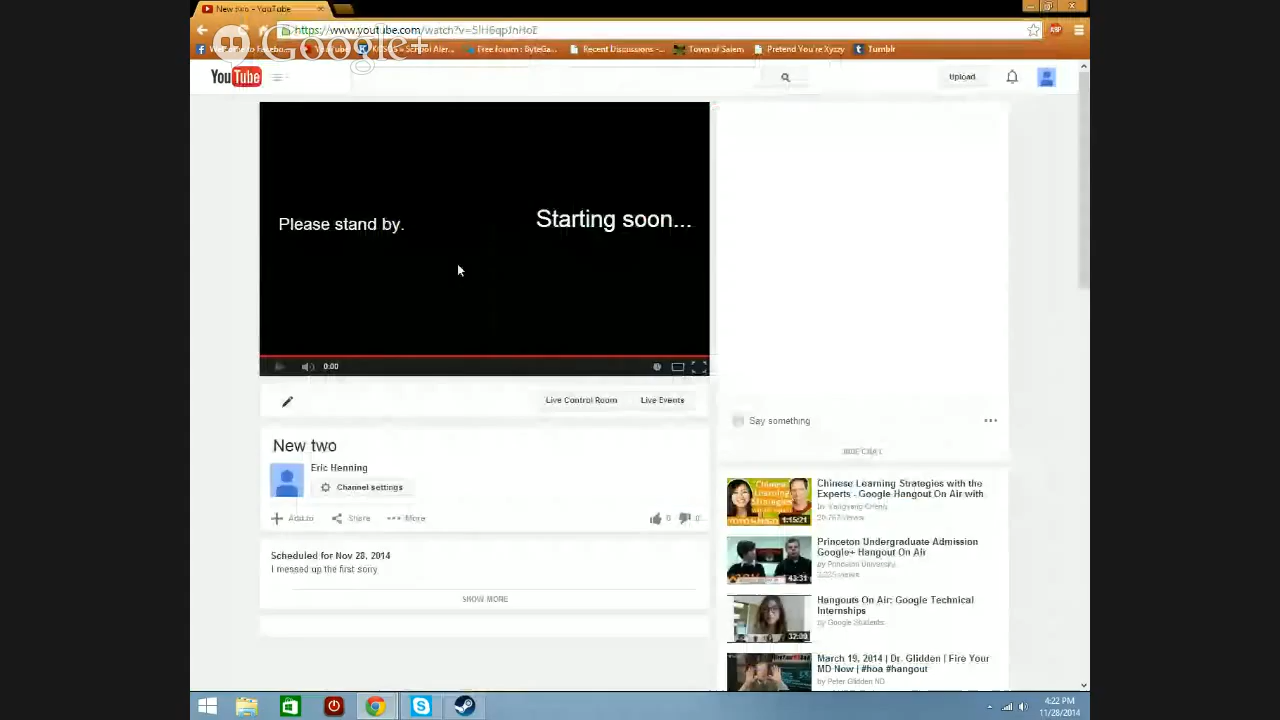 New two - YouTube
Google+
https://www.youtube.com/watch?v=
Recent Discussions -...
Town of Salem
Pretend You're Xyzzy
Tumblr
YouTube
Upload
Please stand by.
Starting soon...
0:00
Live Control Room
Live Events
Say something
New two
Eric Henning
Channel settings
Add to
Share
More
0
0
Scheduled for Nov 28, 2014
I messed up the first sorry
SHOW MORE
Chinese Learning Strategies with the
Experts - Google Hangout On Air with
1:15:21
Princeton Undergraduate Admission
Google+ Hangout On Air
by Princeton University
43:31
Hangouts On Air: Google Technical
Internships
by Google Students
32:00
March 19, 2014 | Dr. Glidden | Fire Your
MD Now | #hoa #hangout
by Peter Glidden ND
4:22 PM
11/28/2014